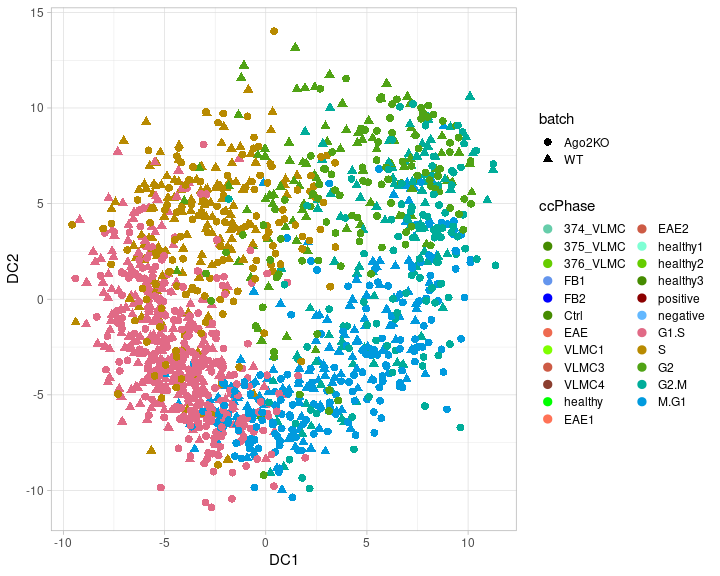 15
10
5
0
-5
-10
DC2
-10
-5
0
5
10
DC1
batch
Ago2KO
WT
ccPhase
374_VLMC
375_VLMC
376_VLMC
FB1
FB2
Ctrl
EAE
VLMC1
VLMC3
VLMC4
healthy
EAE1
EAE2
healthy1
healthy2
healthy3
positive
negative
G1.S
S
G2
G2.M
M.G1